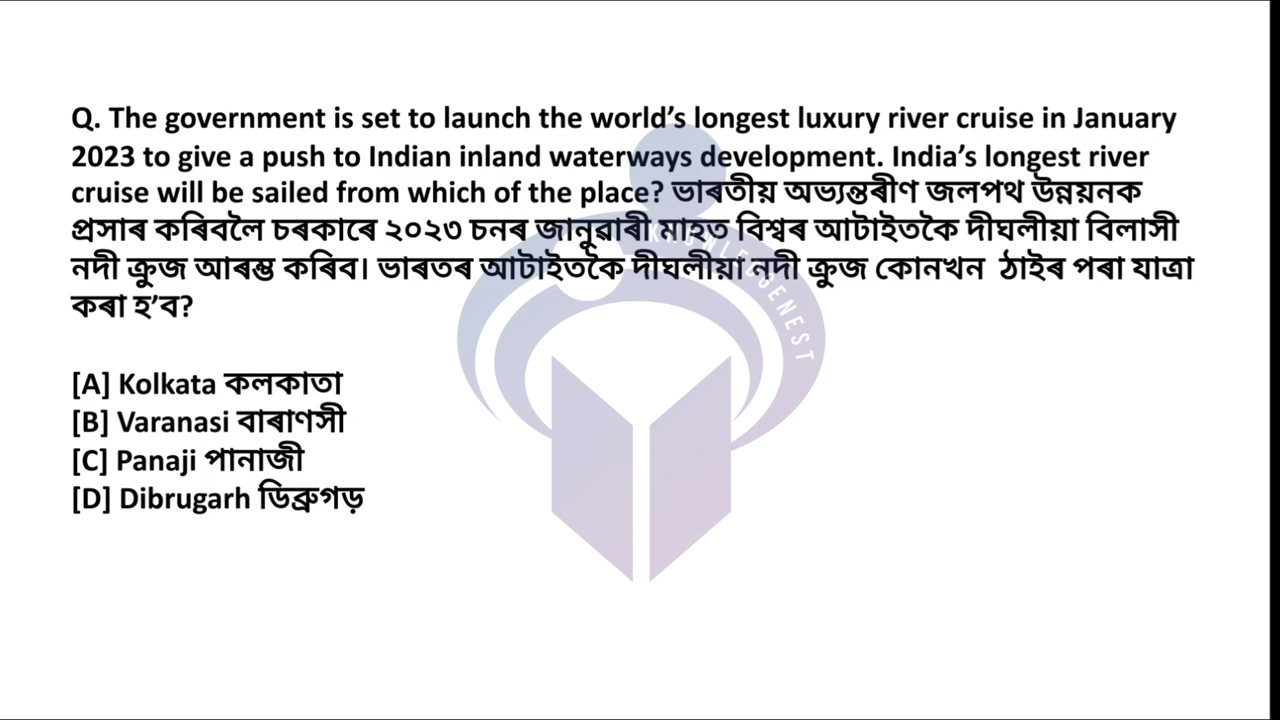 Q. The government is set to launch the world's longest luxury river cruise in January
2023 to give a push to Indian inland waterways development. India's longest river
cruise will be sailed from which of the place? ভাৰতীয় অভ্যন্তৰীণ জলপথ উন্নয়নক
প্ৰসাৰ কৰিবলৈ চৰকাৰে ২০২৩ চনৰ জানুৱাৰী মাহত বিশ্বৰ আটাইতকৈ দীঘলীয়া বিলাসী
নদী ক্ৰুজ আৰম্ভ কৰিব। ভাৰতৰ আটাইতকৈ দীঘলীয়া নদী ক্ৰুজ কোনখন ঠাইৰ পৰা যাত্ৰা
কৰা হ'ব?
[A] Kolkata কলকাতা
[B] Varanasi বাৰাণসী
[C] Panaji পানাজী
[D] Dibrugarh ডিব্ৰুগড়
KNOWLEDGENEST